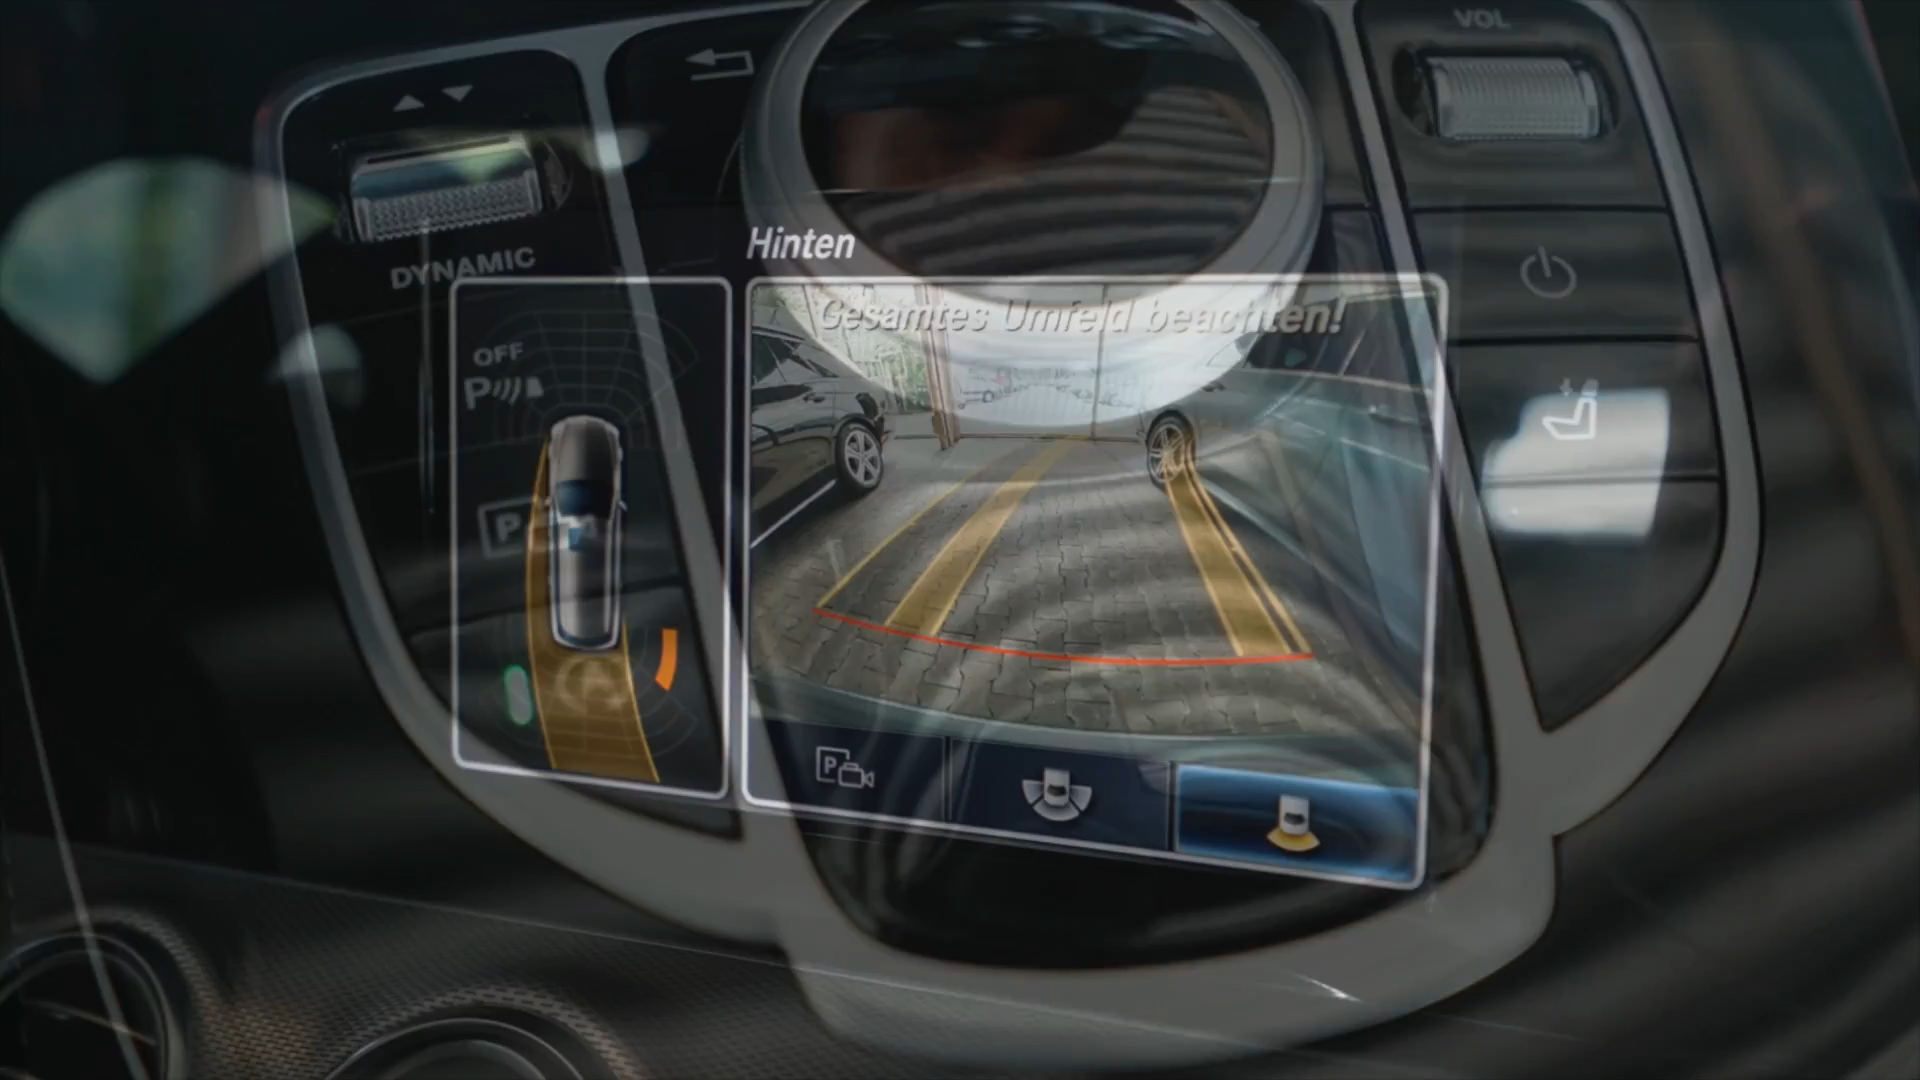 VOL
DYNAMIC
Hinten
Gesamtes Umfeld beachten!
OFF
P
P
P